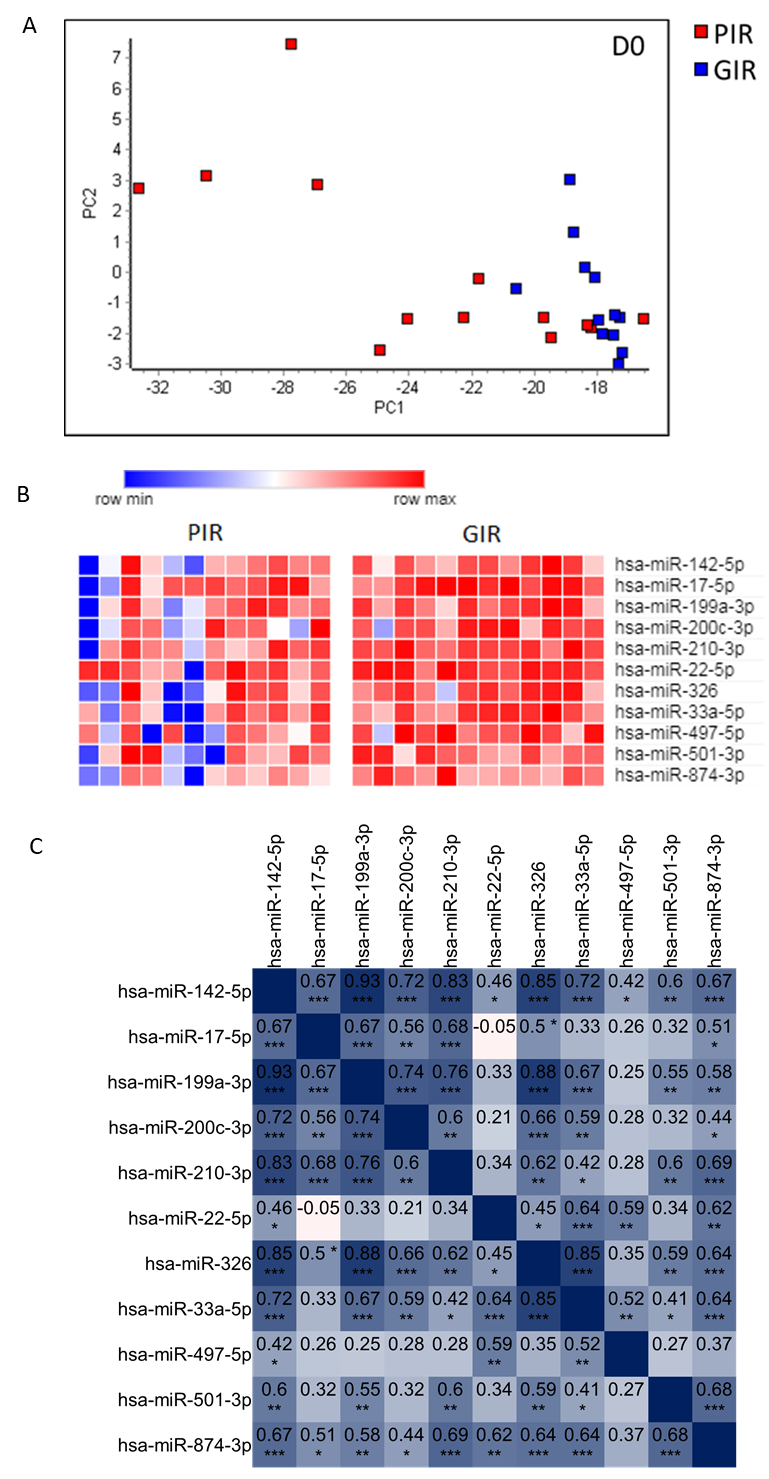 A
D0
PIR
GIR
7
6
5
4
3
2
1
0
-1
-2
-3
PC2
-32 -30 -28 -26 -24 -22 -20 -18
PC1
B
row min row max
PIR GIR
hsa-miR-142-5p
hsa-miR-17-5p
hsa-miR-199a-3p
hsa-miR-200c-3p
hsa-miR-210-3p
hsa-miR-22-5p
hsa-miR-326
hsa-miR-33a-5p
hsa-miR-497-5p
hsa-miR-501-3p
hsa-miR-874-3p
C
hsa-miR-142-5p
hsa-miR-17-5p
hsa-miR-199a-3p
hsa-miR-200c-3p
hsa-miR-210-3p
hsa-miR-22-5p
hsa-miR-326
hsa-miR-33a-5p
hsa-miR-497-5p
hsa-miR-501-3p
hsa-miR-874-3p
hsa-miR-142-5p 0.67 0.93 0.72 0.83 0.46 0.85 0.72 0.42 0.6 0.67
*** *** *** *** * *** *** * ** ***
hsa-miR-17-5p 0.67 0.67 0.56 0.68 -0.05 0.5 * 0.33 0.26 0.32 0.51
*** *** ** *** *
hsa-miR-199a-3p 0.93 0.67 0.74 0.76 0.33 0.88 0.67 0.25 0.55 0.58
*** *** *** *** *** *** ** **
hsa-miR-200c-3p 0.72 0.56 0.74 0.6 0.21 0.66 0.59 0.28 0.32 0.44
*** ** *** ** *** ** *
hsa-miR-210-3p 0.83 0.68 0.76 0.6 0.34 0.62 0.42 0.28 0.6 0.69
*** *** *** ** ** * ** ***
hsa-miR-22-5p 0.46 -0.05 0.33 0.21 0.34 0.45 0.64 0.59 0.34 0.62
* * *** ** **
hsa-miR-326 0.85 0.5 * 0.88 0.66 0.62 0.45 0.85 0.35 0.59 0.64
*** *** *** ** * *** ** ***
hsa-miR-33a-5p 0.72 0.33 0.67 0.59 0.42 0.64 0.85 0.52 0.41 0.64
*** *** ** * *** *** ** * ***
hsa-miR-497-5p 0.42 0.26 0.25 0.28 0.28 0.59 0.35 0.52 0.27 0.37
* ** **
hsa-miR-501-3p 0.6 0.32 0.55 0.32 0.6 0.34 0.59 0.41 0.27 0.68
** ** ** ** * ***
hsa-miR-874-3p 0.67 0.51 0.58 0.44 0.69 0.62 0.64 0.64 0.37 0.68
*** * ** * *** ** *** *** ***